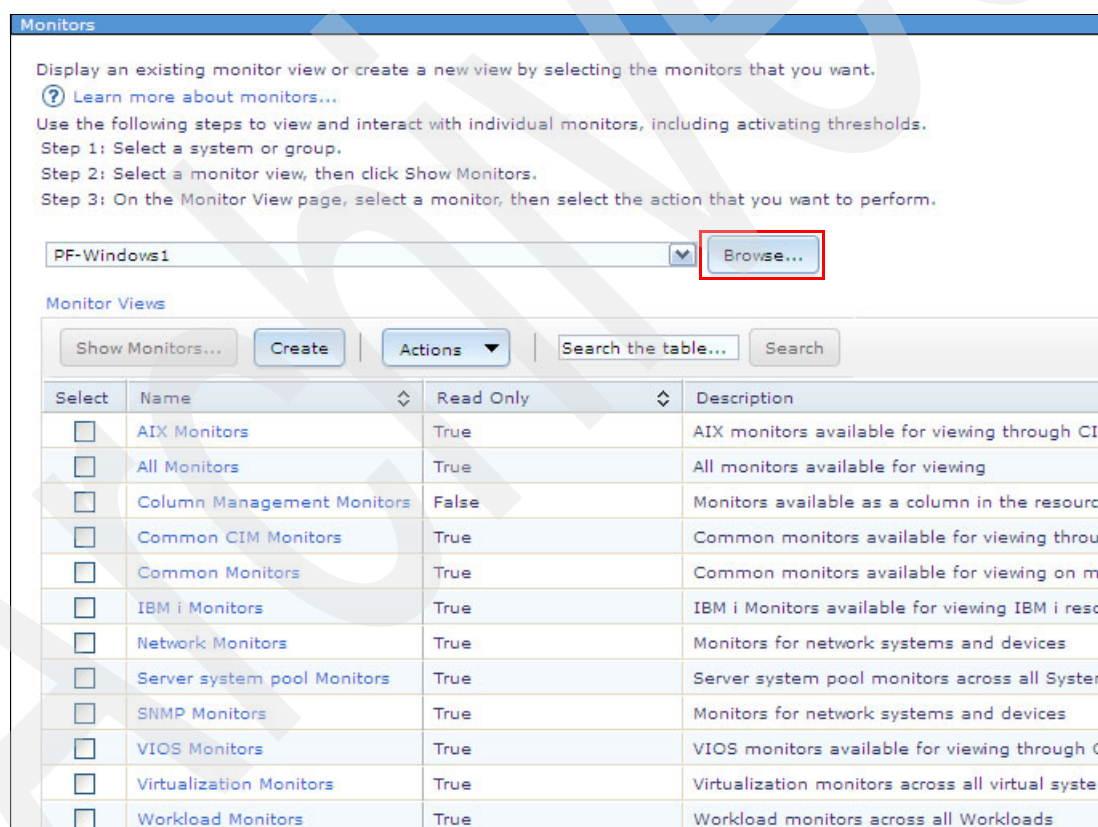 Monitors
Display an existing monitor view or create a new view by selecting the monitors that you want.
? Learn more about monitors...
Use the following steps to view and interact with individual monitors, including activating thresholds.
Step 1: Select a system or group.
Step 2: Select a monitor view, then click Show Monitors.
Step 3: On the Monitor View page, select a monitor, then select the action that you want to perform.
PF-Windows1 Browse...
Monitor Views
Show Monitors... Create Actions Search the table... Search
Select Name Read Only Description
AIX Monitors True AIX monitors available for viewing through CI
All Monitors True All monitors available for viewing
Column Management Monitors False Monitors available as a column in the resourc
Common CIM Monitors True Common monitors available for viewing throu
Common Monitors True Common monitors available for viewing on m
IBM i Monitors True IBM i Monitors available for viewing IBM i reso
Network Monitors True Monitors for network systems and devices
Server system pool Monitors True Server system pool monitors across all System
SNMP Monitors True Monitors for network systems and devices
VIOS Monitors True VIOS monitors available for viewing through C
Virtualization Monitors True Virtualization monitors across all virtual syste
Workload Monitors True Workload monitors across all Workloads